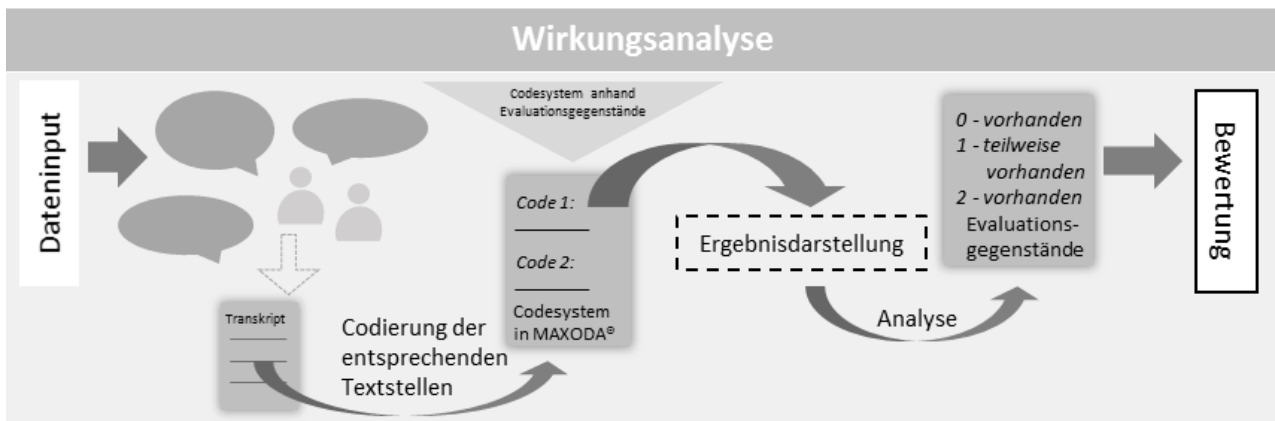 Wirkungsanalyse
Dateninput
Transkript
Codierung der
entsprechenden
Textstellen
Codesystem anhand
Evaluationsgegenstände
Code 1:
Code 2:
Codesystem
in MAXODA®
Ergebnisdarstellung
Analyse
0 - vorhanden
1 - teilweise
vorhanden
2 - vorhanden
Evaluations-
gegenstände
Bewertung